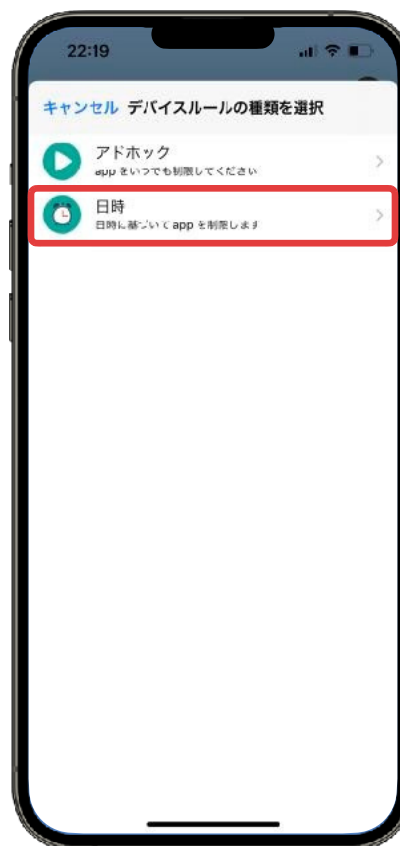 22:19
キャンセル デバイスルールの種類を選択
アドホック
app をいつでも制限してください
日時
日時に基づいて app を制限します